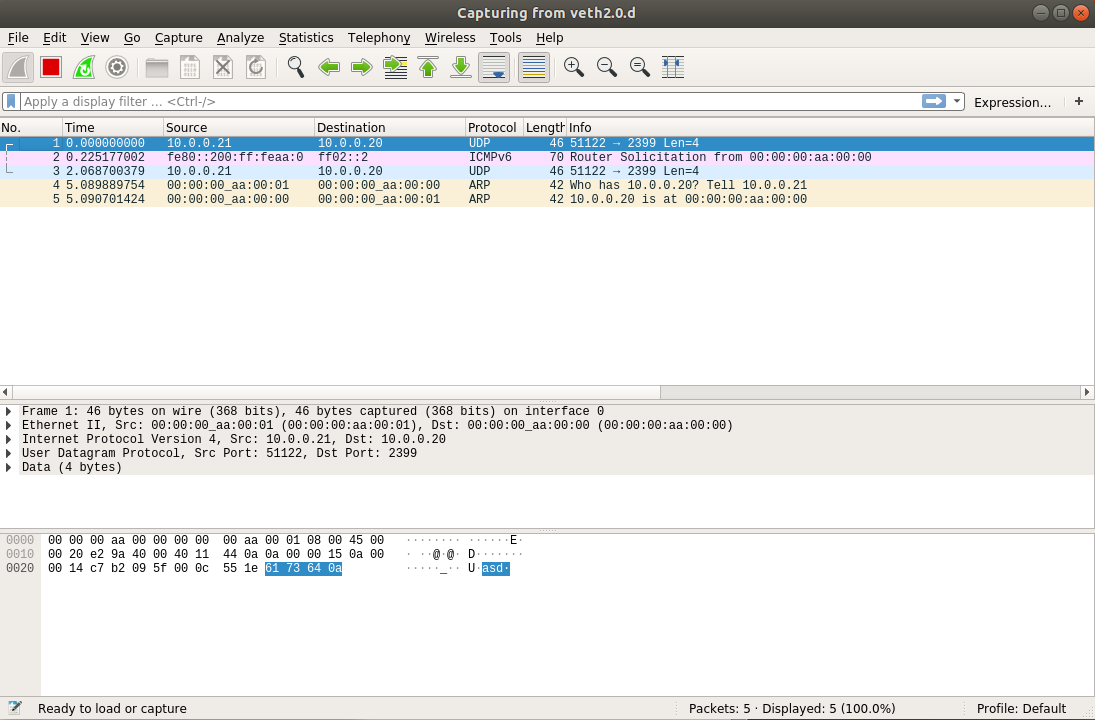 Capturing from veth2.0.d
File Edit View Go Capture Analyze Statistics Telephony Wireless Tools Help
Apply a display filter ... <Ctrl-/> Expression... +
No. Time Source Destination Protocol Length Info
1 0.000000000 10.0.0.21 10.0.0.20 UDP 46 51122 → 2399 Len=4
2 0.225177002 fe80::200:ff:feaa:0 ff02::2 ICMPv6 70 Router Solicitation from 00:00:00:aa:00:00
3 2.068700379 10.0.0.21 10.0.0.20 UDP 46 51122 → 2399 Len=4
4 5.089889754 00:00:00_aa:00:01 00:00:00_aa:00:00 ARP 42 Who has 10.0.0.20? Tell 10.0.0.21
5 5.090701424 00:00:00_aa:00:00 00:00:00_aa:00:01 ARP 42 10.0.0.20 is at 00:00:00:aa:00:00
Frame 1: 46 bytes on wire (368 bits), 46 bytes captured (368 bits) on interface 0
Ethernet II, Src: 00:00:00_aa:00:01 (00:00:00:aa:00:01), Dst: 00:00:00_aa:00:00 (00:00:00:aa:00:00)
Internet Protocol Version 4, Src: 10.0.0.21, Dst: 10.0.0.20
User Datagram Protocol, Src Port: 51122, Dst Port: 2399
Data (4 bytes)
0000 00 00 00 aa 00 00 00 00 00 aa 00 01 08 00 45 00 ········ ······E·
0010 00 20 e2 9a 40 00 40 11 44 0a 0a 00 00 15 0a 00 · ··@·@· D·······
0020 00 14 c7 b2 09 5f 00 0c 55 1e 61 73 64 0a ·····_·· U·asd·
Ready to load or capture Packets: 5 · Displayed: 5 (100.0%) Profile: Default